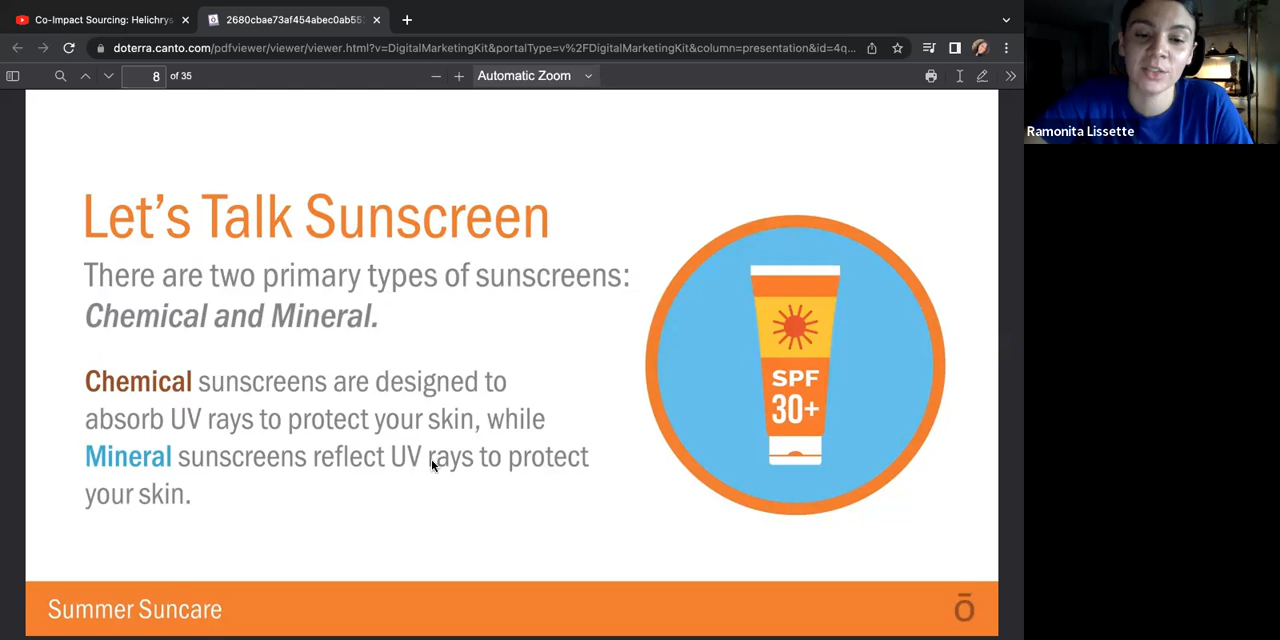 Co-Impact Sourcing: Helichrys
2680cbae73af454abec0ab55
doterra.canto.com/pdfviewer/viewer/viewer.html?v=DigitalMarketingKit&portalType=v%2FDigitalMarketingKit&column=presentation&id=4q...
8 of 35
Automatic Zoom
Ramonita Lissette
Let's Talk Sunscreen
There are two primary types of sunscreens:
Chemical and Mineral.
Chemical sunscreens are designed to
absorb UV rays to protect your skin, while
Mineral sunscreens reflect UV rays to protect
your skin.
SPF
30+
Summer Suncare
ō